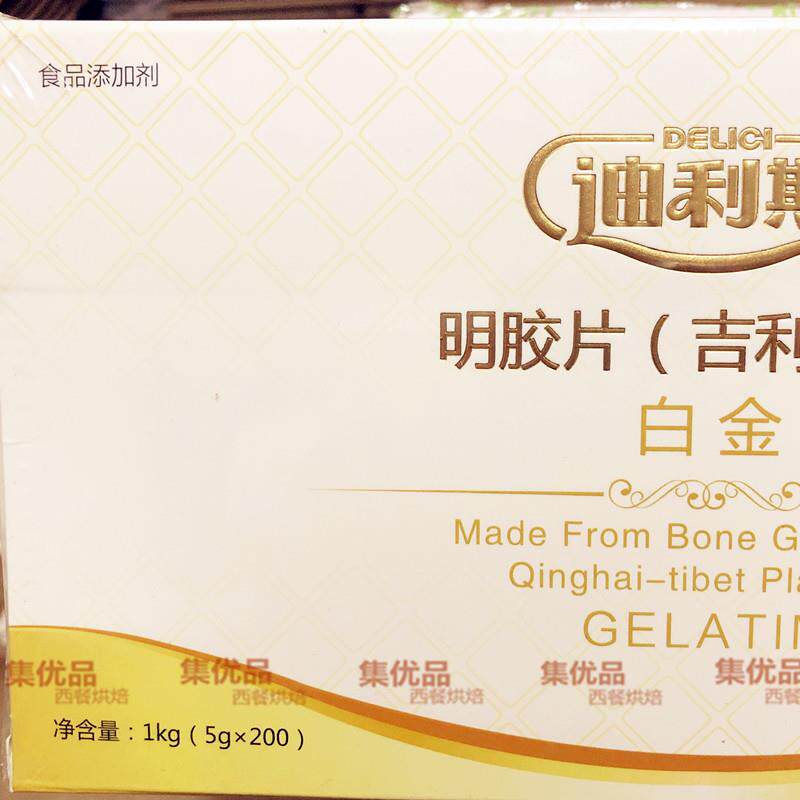 食品添加剂
DELICI
迪利斯
明胶片(吉利
白金
Made From Bone G
Qinghai-tibet Pla
GELATIN
集优品 集优品 集优品 集优品 集优品
西餐烘焙 西餐烘焙 西餐烘焙 西餐烘焙 西餐烘焙
净含量:1kg(5g×200)